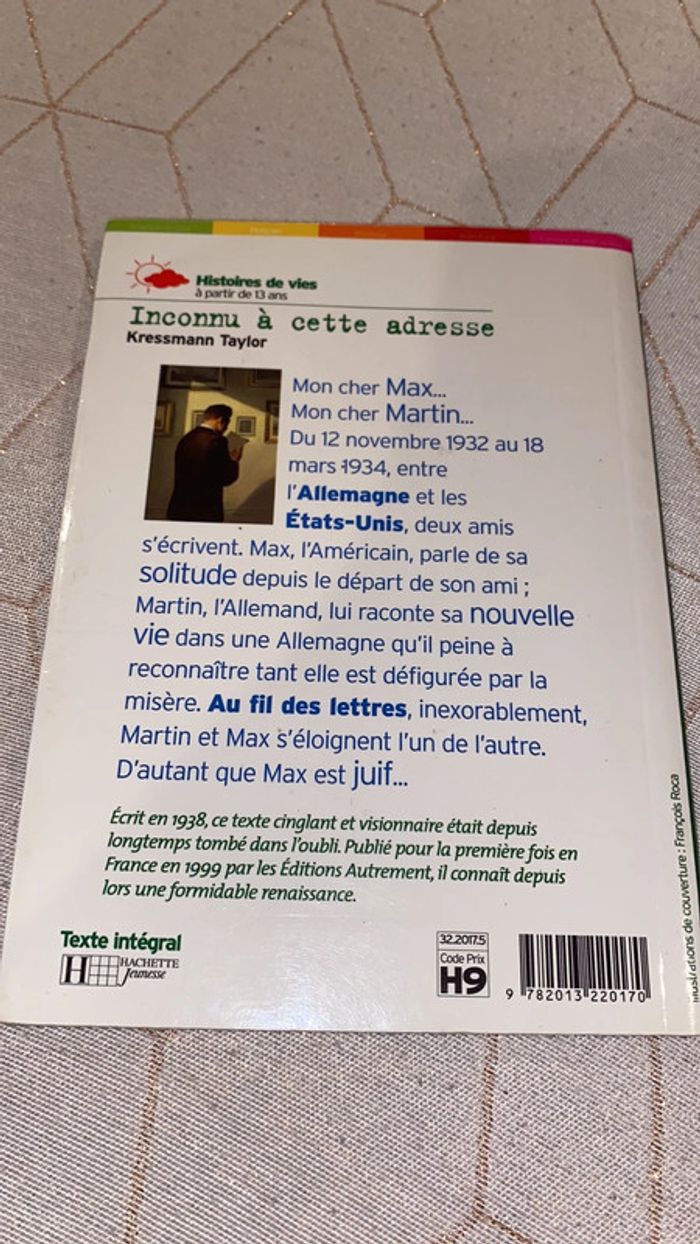 Histoires de vies
à partir de 13 ans
Inconnu à cette adresse
Kressmann Taylor
Mon cher Max...
Mon cher Martin...
Du 12 novembre 1932 au 18
mars 1934, entre
l'Allemagne et les
États-Unis, deux amis
s'écrivent. Max, l'Américain, parle de sa
solitude depuis le départ de son ami ;
Martin, l'Allemand, lui raconte sa nouvelle
vie dans une Allemagne qu'il peine à
reconnaître tant elle est défigurée par la
misère. Au fil des lettres, inexorablement,
Martin et Max s'éloignent l'un de l'autre.
D'autant que Max est juif...
Écrit en 1938, ce texte cinglant et visionnaire était depuis
longtemps tombé dans l'oubli. Publié pour la première fois en
France en 1999 par les Éditions Autrement, il connaît depuis
lors une formidable renaissance.
Texte intégral
H HACHETTE
Jeunesse
32.2017.5
Code Prix
H9
9 782013 220170
Illustrations de couverture : François Roca